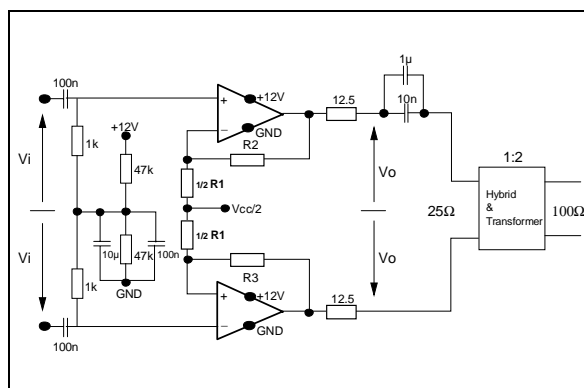 1µ
100n
+
+12V
12.5
10n
+12V
−
GND
1k
R2
1:2
Vi
47k
1/2 R1
Vo
Hybrid
&
Transformer
Vcc/2
25Ω
100Ω
1/2 R1
Vi
10µ
47k
100n
Vo
1k
GND
R3
+
+12V
12.5
−
GND
100n